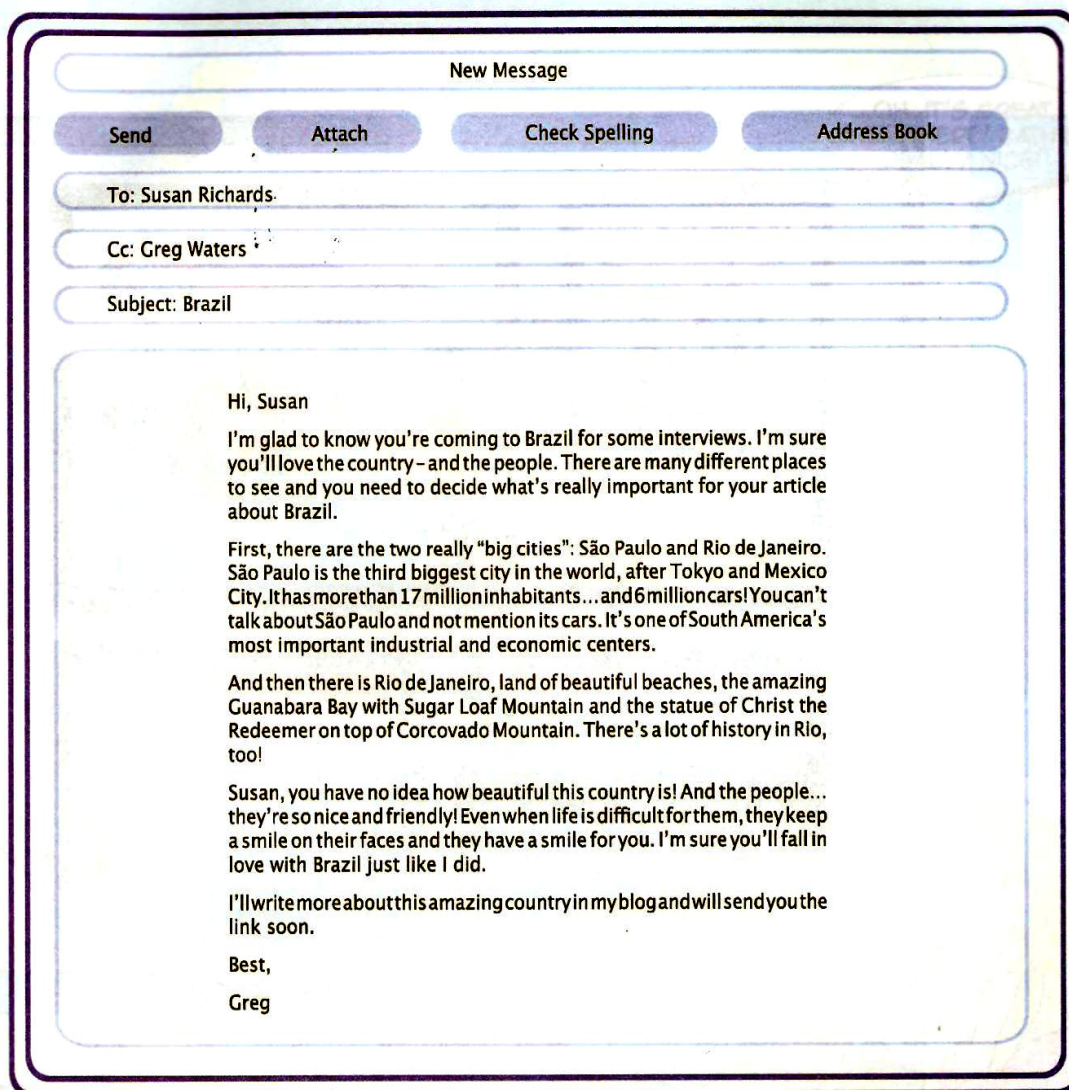 New Message
Send Attach Check Spelling Address Book
To: Susan Richards
Cc: Greg Waters
Subject: Brazil
Hi, Susan
I'm glad to know you're coming to Brazil for some interviews. I'm sure
you'll love the country – and the people. There are many different places
to see and you need to decide what's really important for your article
about Brazil.
First, there are the two really "big cities": São Paulo and Rio de Janeiro.
São Paulo is the third biggest city in the world, after Tokyo and Mexico
City. It has more than 17 million inhabitants... and 6 million cars! You can't
talk about São Paulo and not mention its cars. It's one of South America's
most important industrial and economic centers.
And then there is Rio de Janeiro, land of beautiful beaches, the amazing
Guanabara Bay with Sugar Loaf Mountain and the statue of Christ the
Redeemer on top of Corcovado Mountain. There's a lot of history in Rio,
too!
Susan, you have no idea how beautiful this country is! And the people...
they're so nice and friendly! Even when life is difficult for them, they keep
a smile on their faces and they have a smile for you. I'm sure you'll fall in
love with Brazil just like I did.
I'll write more about this amazing country in my blog and will send you the
link soon.
Best,
Greg